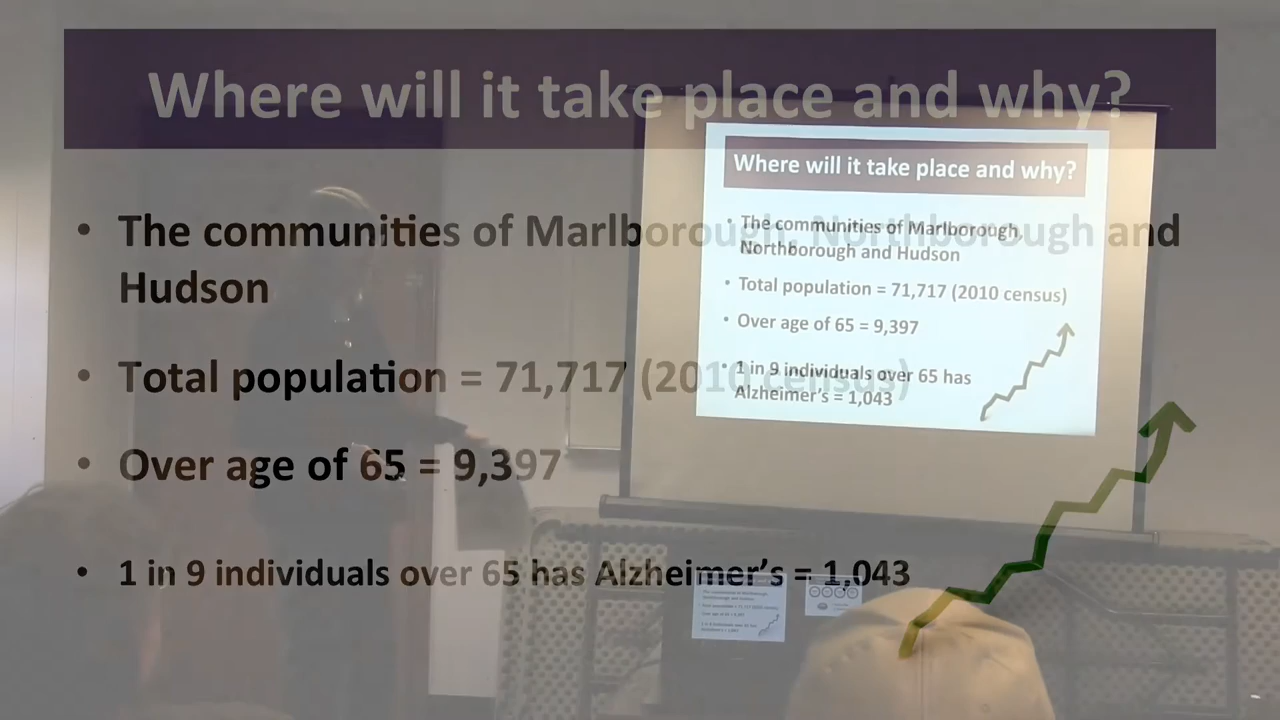 Where will it take place and why?
• The communities of Marlborough, Northborough and
Hudson
• Total population = 71,717 (2010 census)
• Over age of 65 = 9,397
• 1 in 9 individuals over 65 has Alzheimer's = 1,043
Where will it take place and why?
• The communities of Marlborough,
Northborough and Hudson
• Total population = 71,717 (2010 census)
• Over age of 65 = 9,397
• 1 in 9 individuals over 65 has
Alzheimer's = 1,043